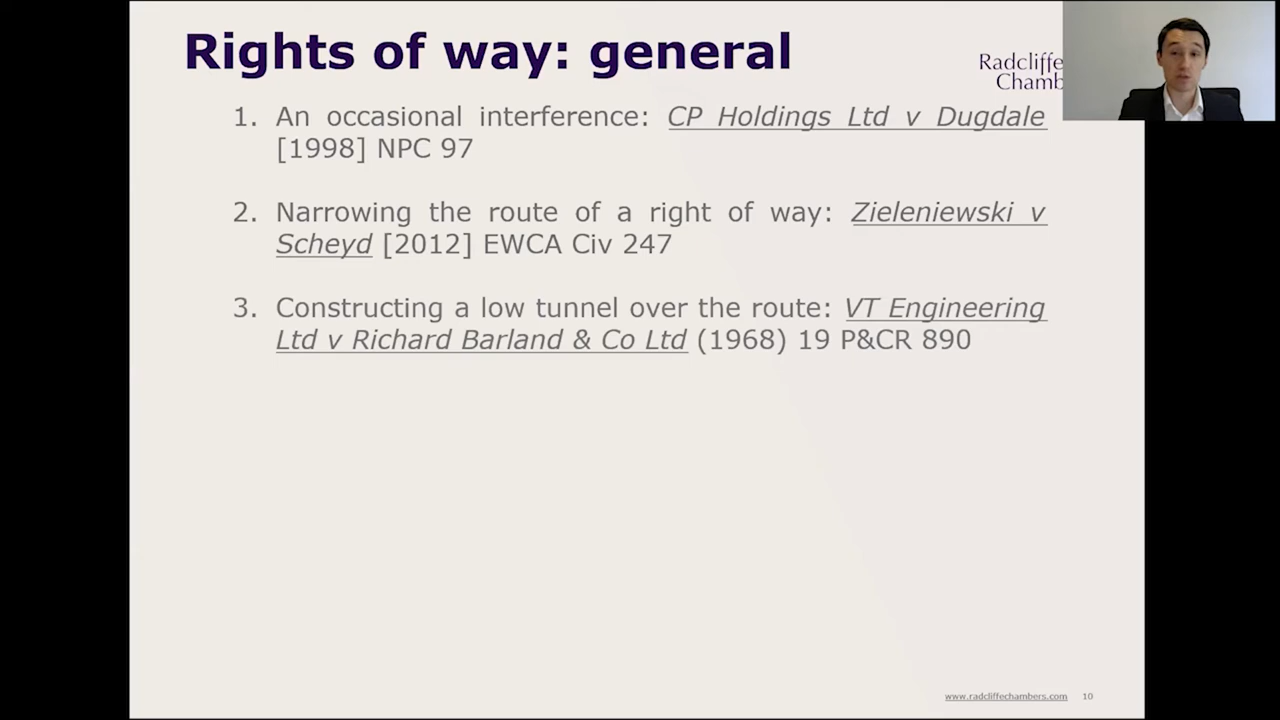 Rights of way: general
Radcliffe
Chamb
1. An occasional interference: CP Holdings Ltd v Dugdale
[1998] NPC 97
2. Narrowing the route of a right of way: Zieleniewski v
Scheyd [2012] EWCA Civ 247
3. Constructing a low tunnel over the route: VT Engineering
Ltd v Richard Barland & Co Ltd (1968) 19 P&CR 890
www.radcliffechambers.com 10